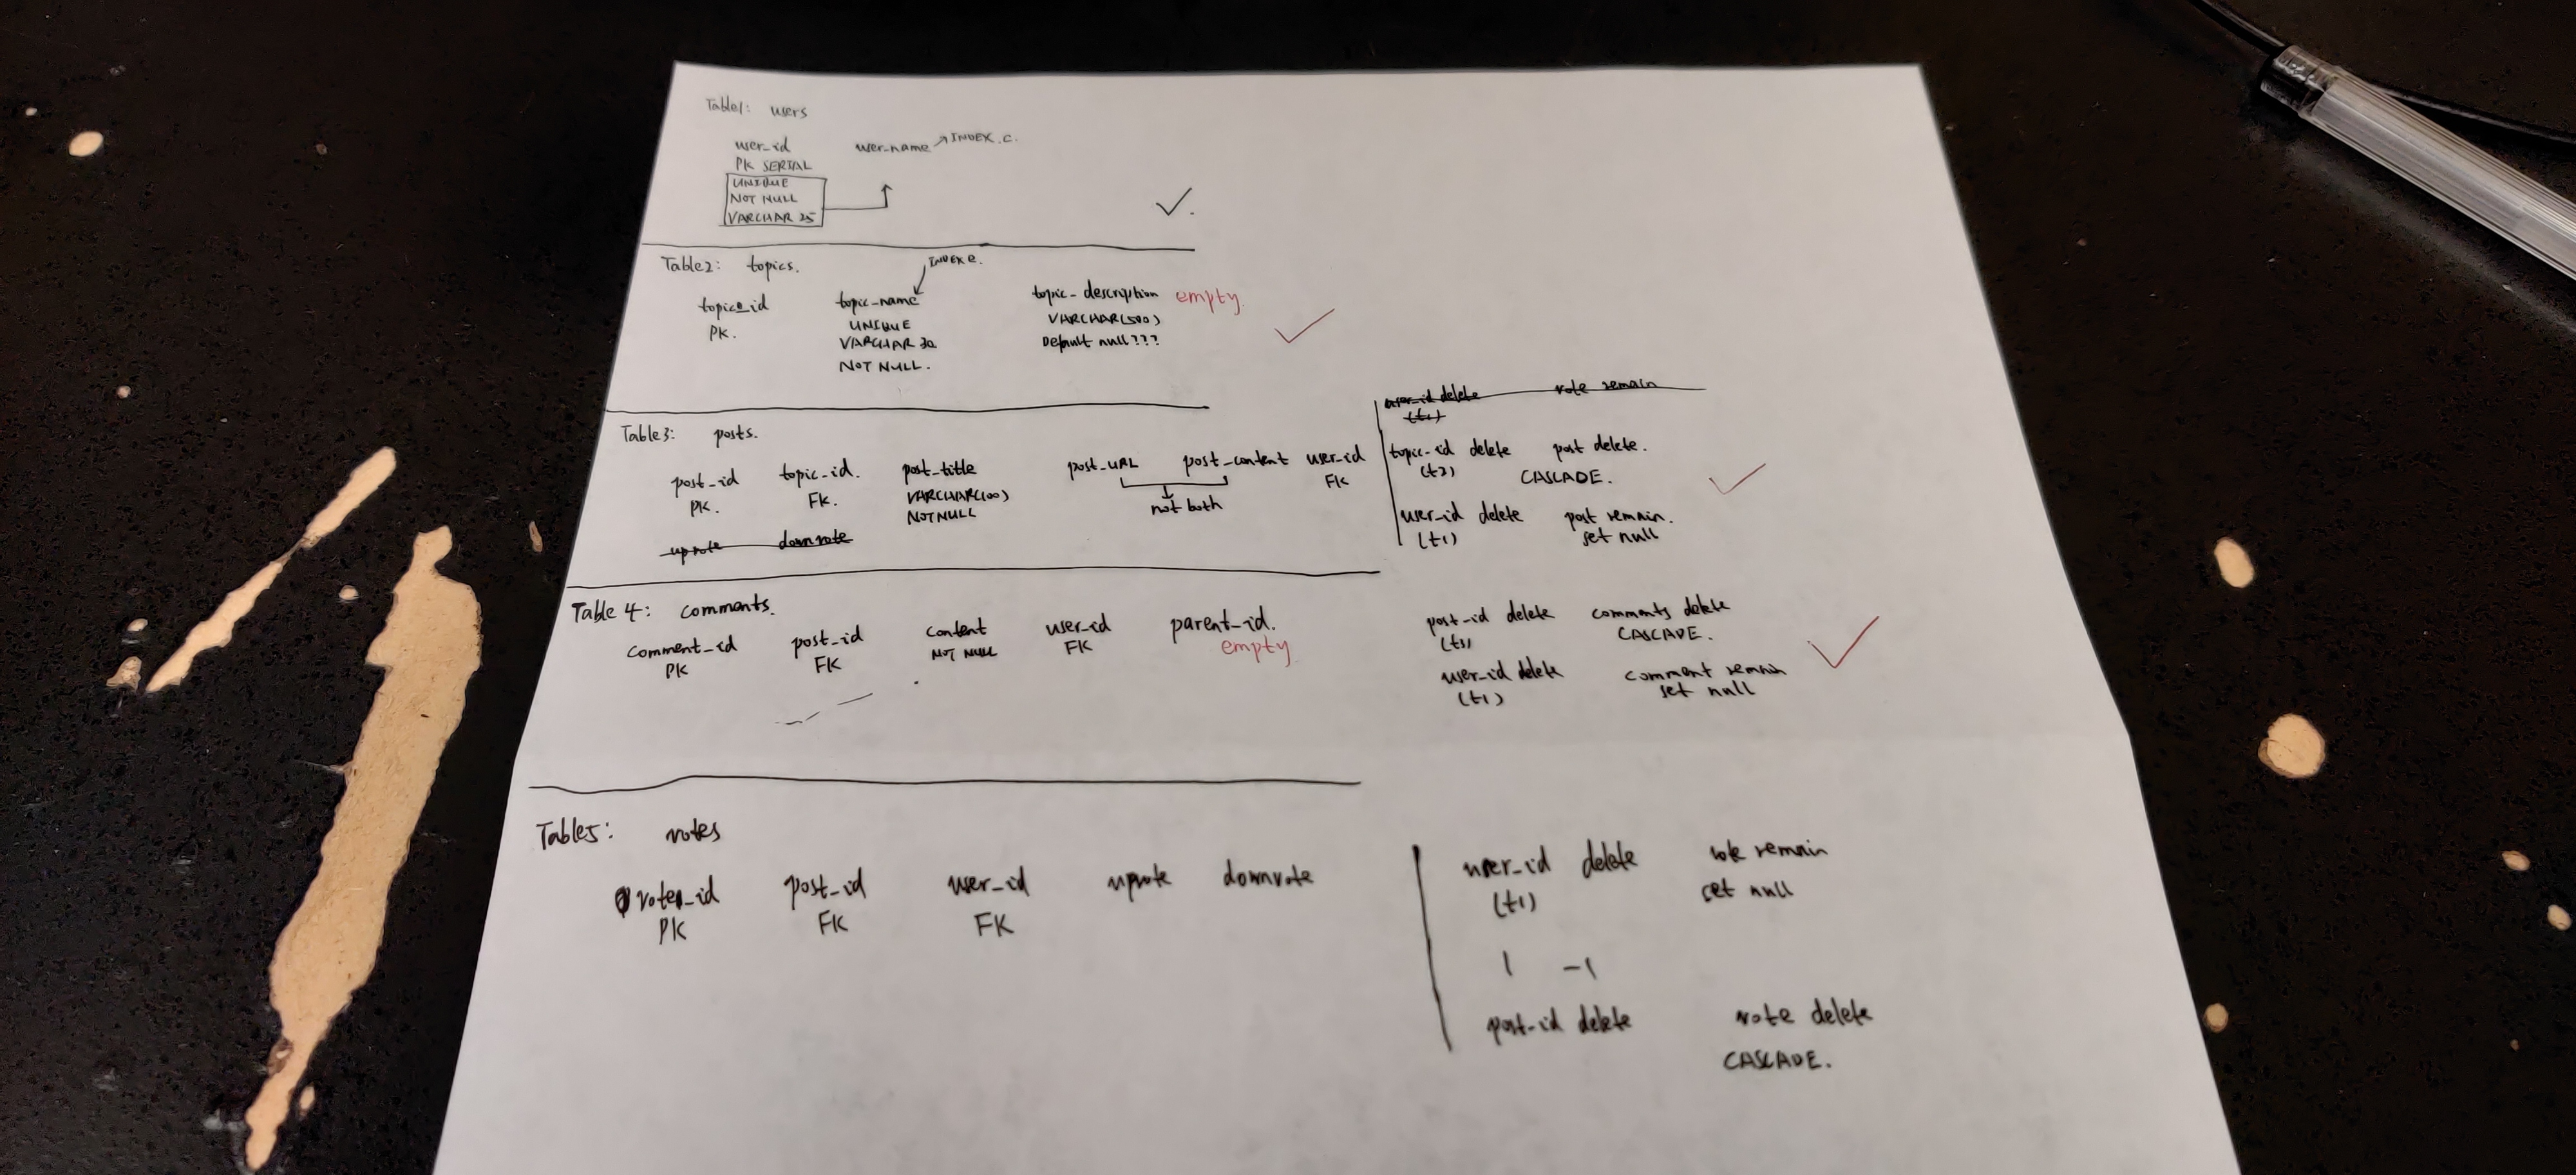 Table1: users
user_id user_name INDEX.C.
PK SERIAL
UNIQUE
NOT NULL
VARCHAR 25
Table2: topics.
INDEX
topic_id topic_name topic_description empty.
PK. UNIQUE VARCHAR(500)
VARCHAR 30 Default null???
NOT NULL.
user_id delete vote remain
(t1)
Table3: posts.
post_id topic_id. post_title post_URL post_content user_id
PK. FK. VARCHAR(100) not both FK
NOT NULL
upvote downvote
topic_id delete post delete.
(t2) CASCADE.
user_id delete post remain.
(t1) set null
Table 4: comments.
comment_id post_id content user_id parent_id.
PK FK NOT NULL FK empty
post_id delete comments delete
(t3) CASCADE.
user_id delete comment remain
(t1) set null
Table5: votes
vote_id post_id user_id upvote downvote
PK FK FK
user_id delete vote remain
(t1) set null
1 -1
post_id delete vote delete
CASCADE.